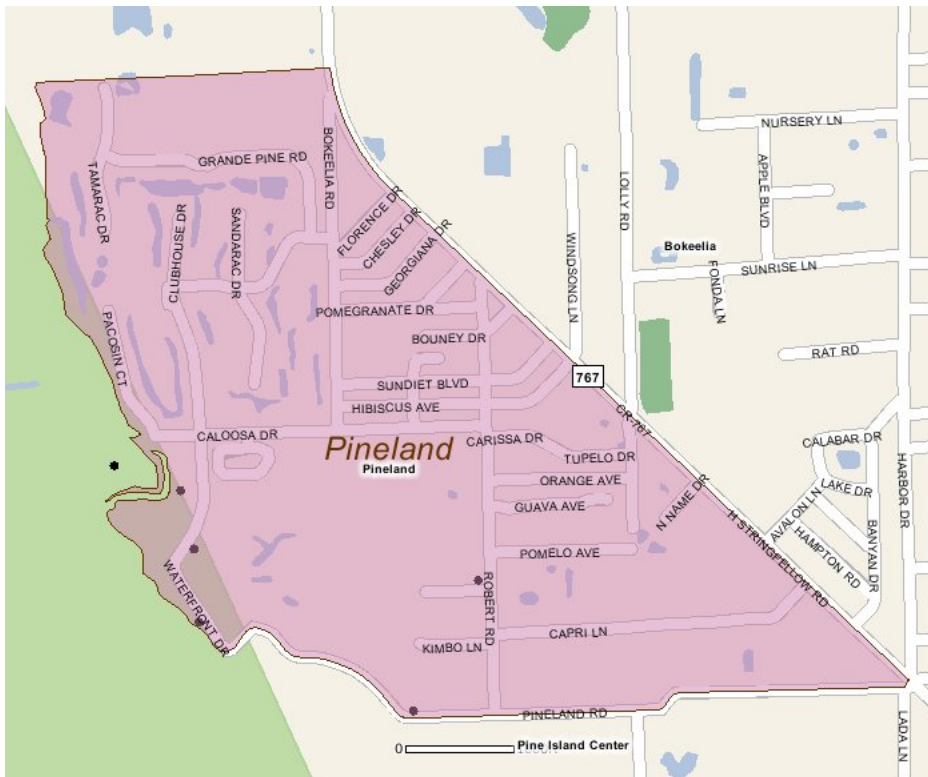 NURSERY LN
GRANDE PINE RD
BOKEELIA RD
TAMARAC DR
APPLE BLVD
LOLLY RD
FLORENCE DR
CHESLEY DR
GEORGIANA DR
CLUBHOUSE DR
SANDARAC DR
WINDSONG LN
Bokeelia
SUNRISE LN
FONDA LN
POMEGRANATE DR
PACOSIN CT
BOUNEY DR
RAT RD
767
SUNDIET BLVD
HIBISCUS AVE
CR-767
CALOOSA DR
CARISSA DR
CALABAR DR
Pineland
Pineland
TUPELO DR
ORANGE AVE
LAKE DR
HARBOR DR
GUAVA AVE
N NAME DR
AVALON LN
H STRINGFELLOW RD
HAMPTON RD
BANYAN DR
POMELO AVE
WATERFRONT DR
ROBERT RD
CAPRI LN
KIMBO LN
PINELAND RD
LADA LN
0
Pine Island Center